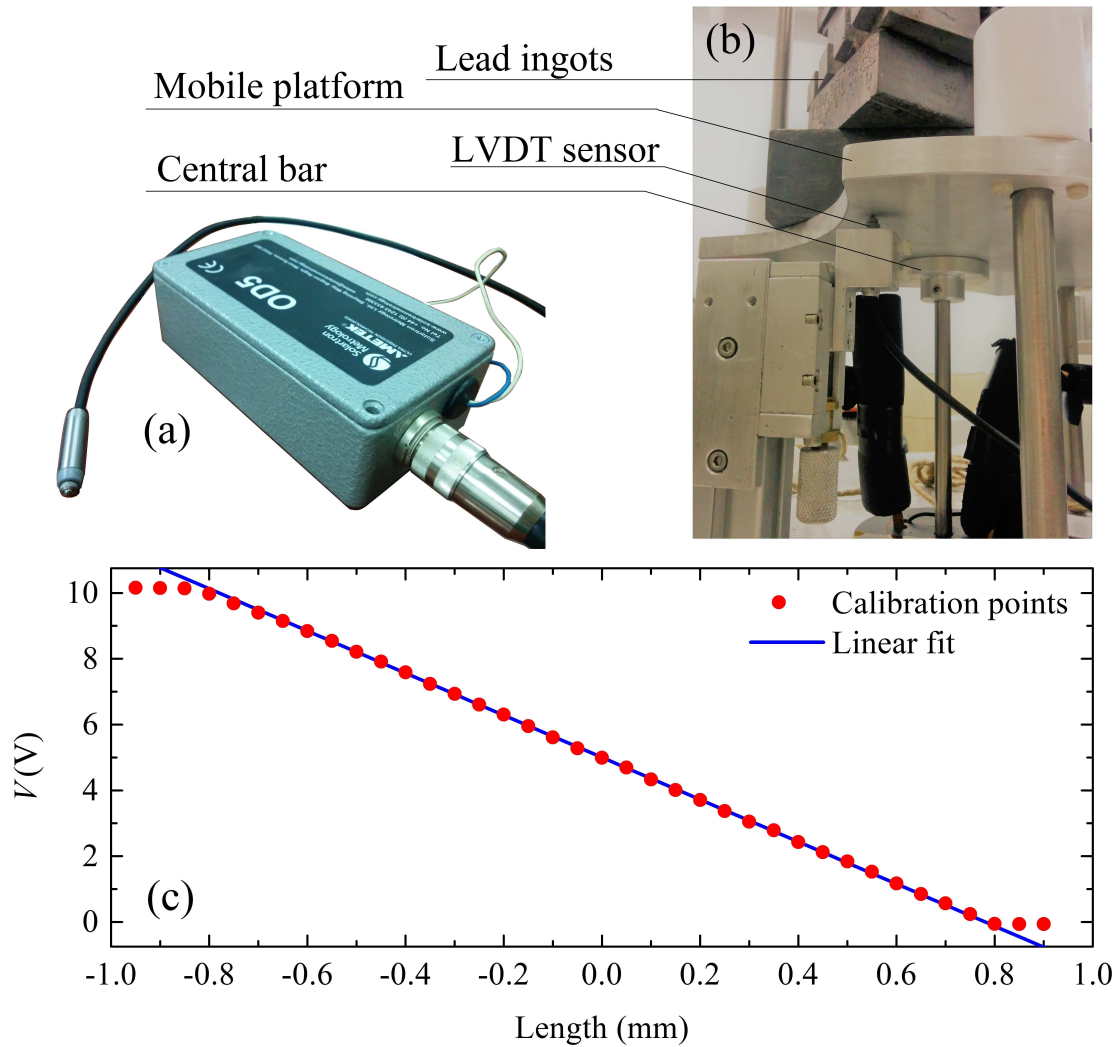 (b)
Lead ingots
Mobile platform
LVDT sensor
Central bar
OD5
CE
Solartron
Metrology
AMETEK®
(a)
10
8
6
4
2
0
V(V)
Calibration points
Linear fit
(c)
-1.0 -0.8 -0.6 -0.4 -0.2 0.0 0.2 0.4 0.6 0.8 1.0
Length (mm)